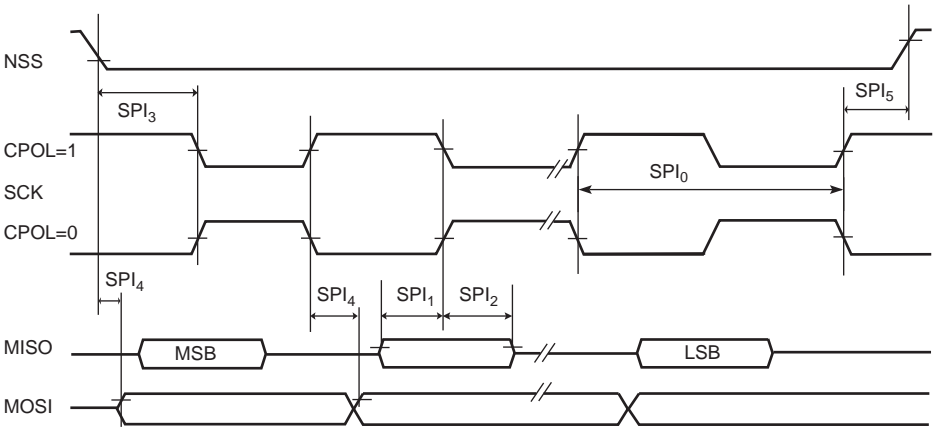 NSS
SPI3
SPI5
CPOL=1
SCK
SPI0
CPOL=0
SPI4
SPI4
SPI1
SPI2
MISO
MSB
LSB
MOSI